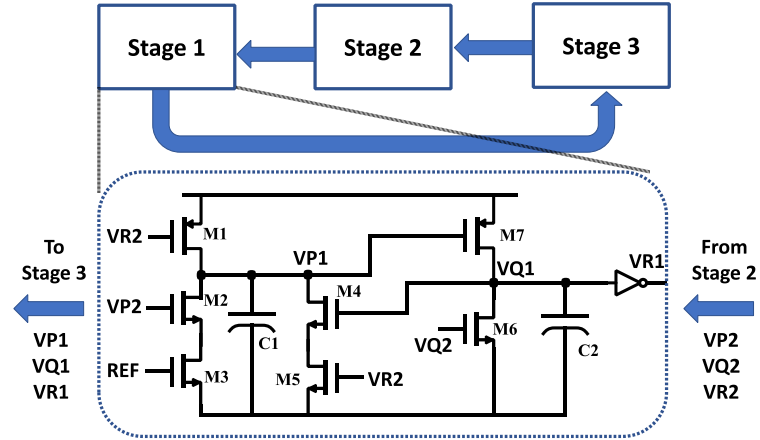 Stage 1
Stage 2
Stage 3
VR2
M1
M7
To
Stage 3
VP1
VQ1
VR1
From
Stage 2
VP2
M2
M4
C1
VQ2
M6
C2
REF
M3
M5
VR2
VP1
VQ1
VR1
VP2
VQ2
VR2